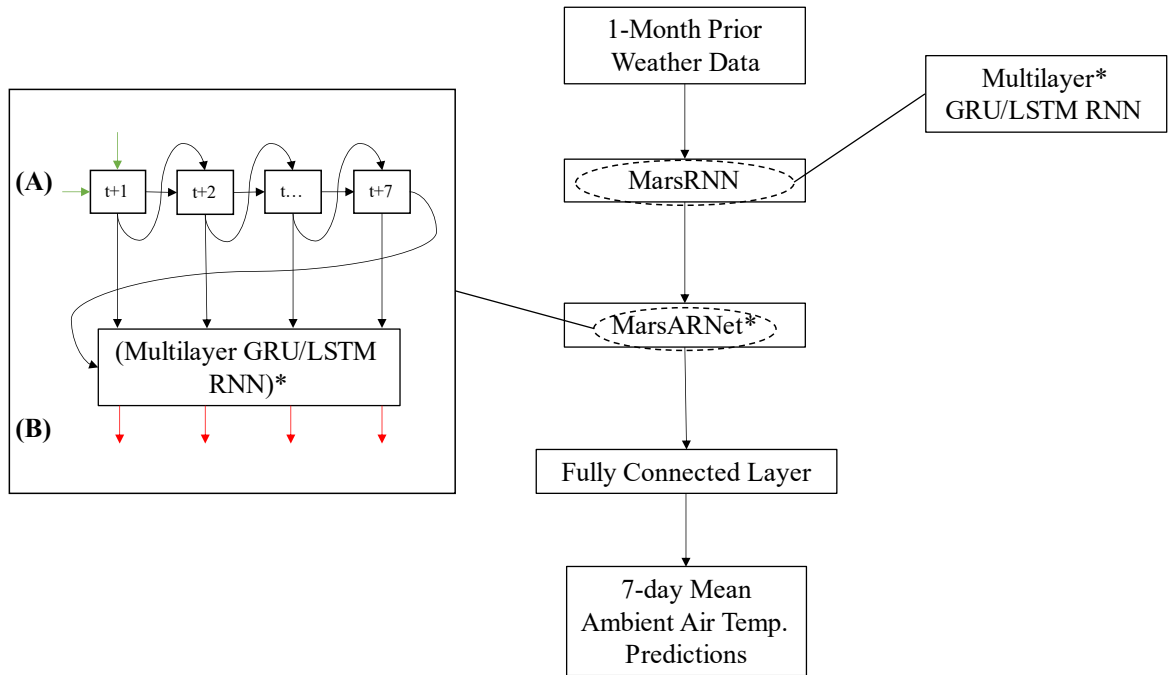 1-Month Prior
Weather Data
Multilayer*
GRU/LSTM RNN
MarsRNN
(A)
t+1
t+2
t...
t+7
MarsARNet*
(Multilayer GRU/LSTM
RNN)*
(B)
Fully Connected Layer
7-day Mean
Ambient Air Temp.
Predictions